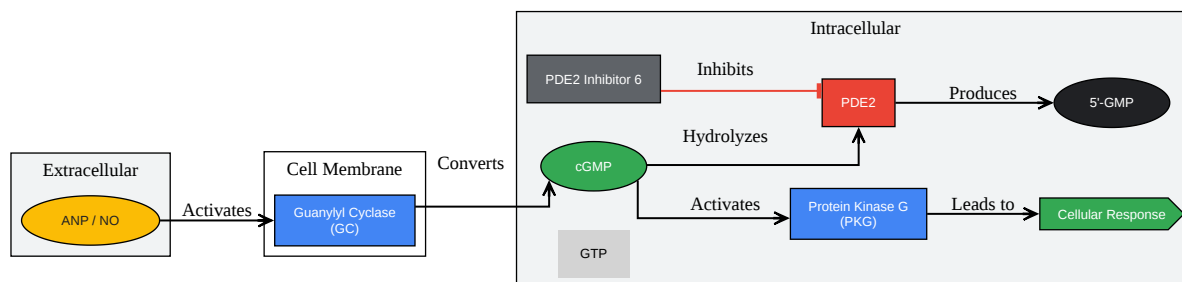 Intracellular
PDE2 Inhibitor 6
Inhibits
PDE2
Produces
5'-GMP
Hydrolyzes
Extracellular
Cell Membrane
Converts
cGMP
ANP / NO
Activates
Guanylyl Cyclase
(GC)
Activates
Protein Kinase G
(PKG)
Leads to
Cellular Response
GTP